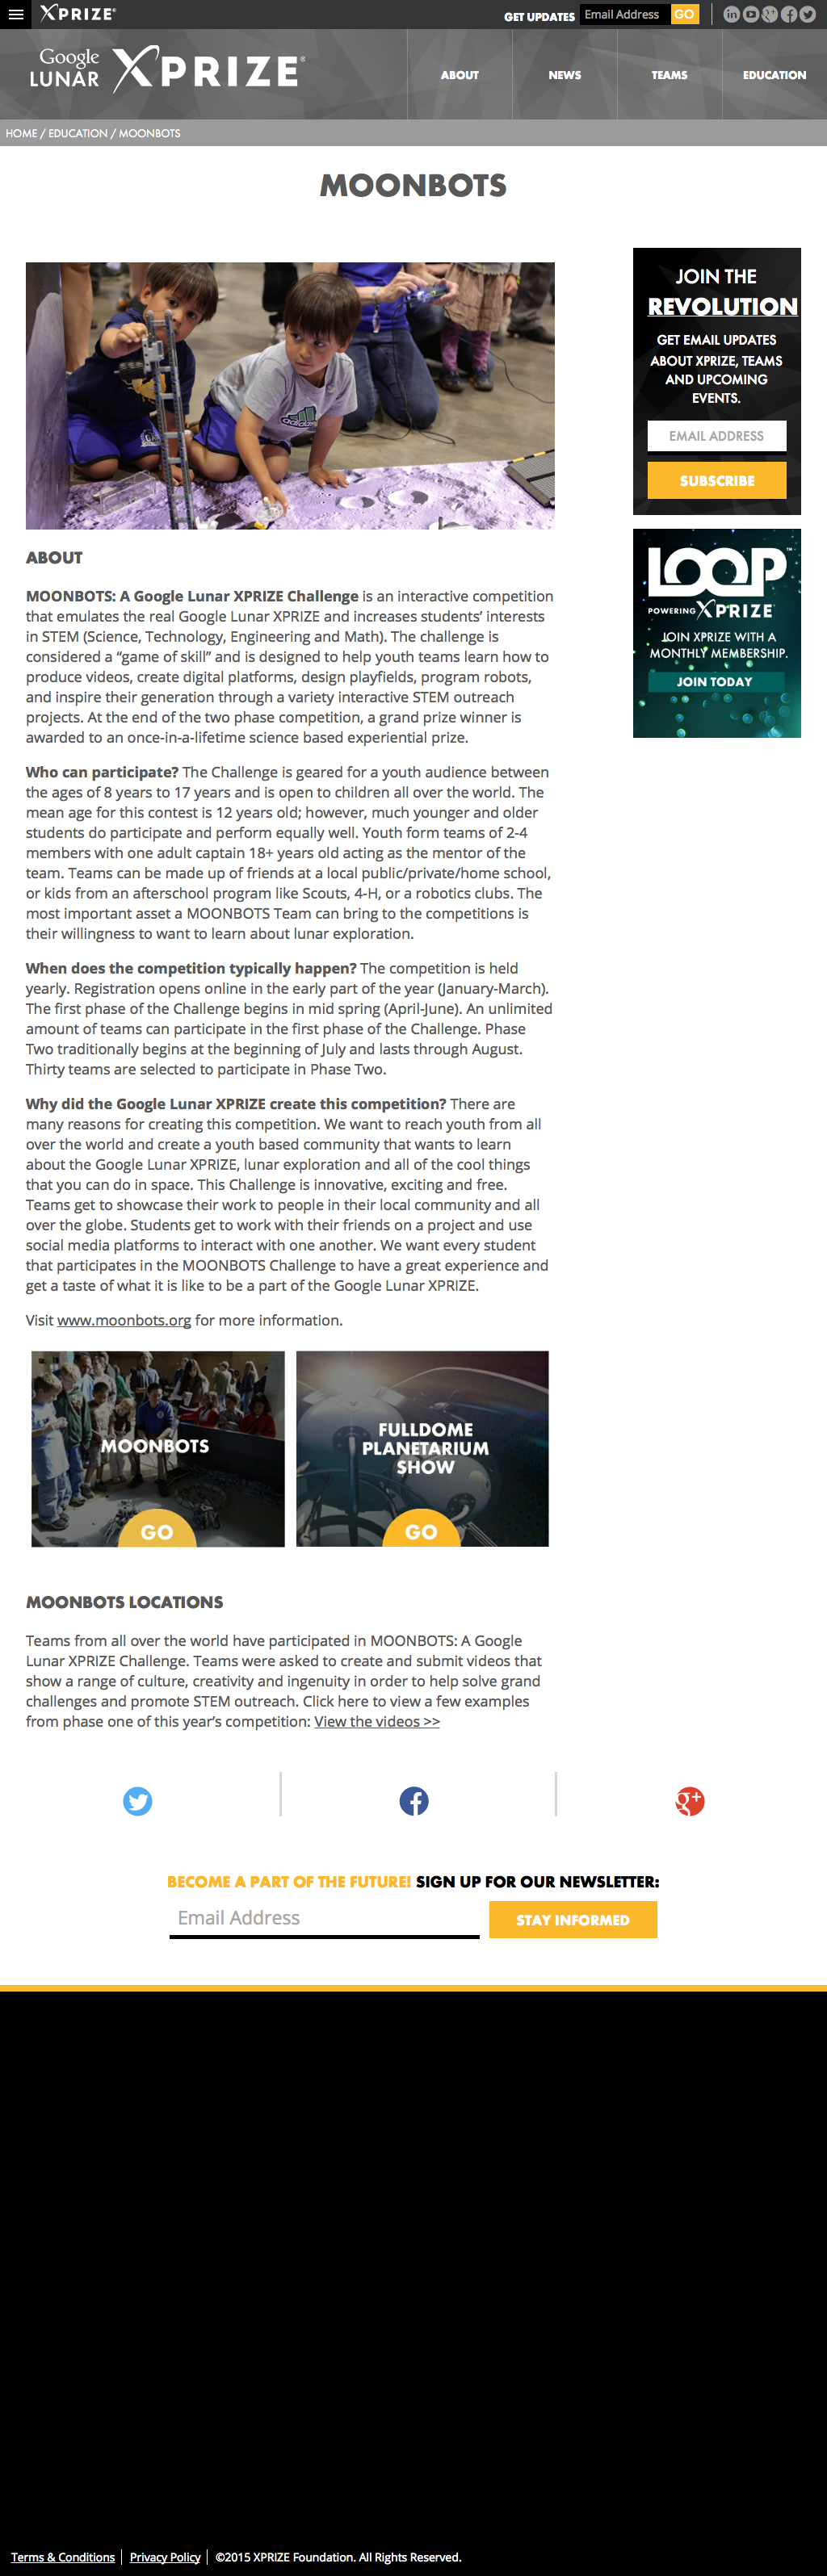 XPRIZE®
GET UPDATES Email Address GO
Google
LUNAR XPRIZE®
ABOUT NEWS TEAMS EDUCATION
HOME / EDUCATION / MOONBOTS
MOONBOTS
JOIN THE
REVOLUTION
GET EMAIL UPDATES
ABOUT XPRIZE, TEAMS
AND UPCOMING
EVENTS.
EMAIL ADDRESS
SUBSCRIBE
LOOP™
POWERING XPRIZE
JOIN XPRIZE WITH A
MONTHLY MEMBERSHIP.
JOIN TODAY
adidas
ABOUT
MOONBOTS: A Google Lunar XPRIZE Challenge is an interactive competition
that emulates the real Google Lunar XPRIZE and increases students’ interests
in STEM (Science, Technology, Engineering and Math). The challenge is
considered a “game of skill” and is designed to help youth teams learn how to
produce videos, create digital platforms, design playfields, program robots,
and inspire their generation through a variety interactive STEM outreach
projects. At the end of the two phase competition, a grand prize winner is
awarded to an once-in-a-lifetime science based experiential prize.
Who can participate? The Challenge is geared for a youth audience between
the ages of 8 years to 17 years and is open to children all over the world. The
mean age for this contest is 12 years old; however, much younger and older
students do participate and perform equally well. Youth form teams of 2-4
members with one adult captain 18+ years old acting as the mentor of the
team. Teams can be made up of friends at a local public/private/home school,
or kids from an afterschool program like Scouts, 4-H, or a robotics clubs. The
most important asset a MOONBOTS Team can bring to the competitions is
their willingness to want to learn about lunar exploration.
When does the competition typically happen? The competition is held
yearly. Registration opens online in the early part of the year (January-March).
The first phase of the Challenge begins in mid spring (April-June). An unlimited
amount of teams can participate in the first phase of the Challenge. Phase
Two traditionally begins at the beginning of July and lasts through August.
Thirty teams are selected to participate in Phase Two.
Why did the Google Lunar XPRIZE create this competition? There are
many reasons for creating this competition. We want to reach youth from all
over the world and create a youth based community that wants to learn
about the Google Lunar XPRIZE, lunar exploration and all of the cool things
that you can do in space. This Challenge is innovative, exciting and free.
Teams get to showcase their work to people in their local community and all
over the globe. Students get to work with their friends on a project and use
social media platforms to interact with one another. We want every student
that participates in the MOONBOTS Challenge to have a great experience and
get a taste of what it is like to be a part of the Google Lunar XPRIZE.
Visit www.moonbots.org for more information.
MOONBOTS
GO
FULLDOME
PLANETARIUM
SHOW
GO
MOONBOTS LOCATIONS
Teams from all over the world have participated in MOONBOTS: A Google
Lunar XPRIZE Challenge. Teams were asked to create and submit videos that
show a range of culture, creativity and ingenuity in order to help solve grand
challenges and promote STEM outreach. Click here to view a few examples
from phase one of this year’s competition: View the videos >>
BECOME A PART OF THE FUTURE! SIGN UP FOR OUR NEWSLETTER:
Email Address STAY INFORMED
Terms & Conditions | Privacy Policy | ©2015 XPRIZE Foundation. All Rights Reserved.